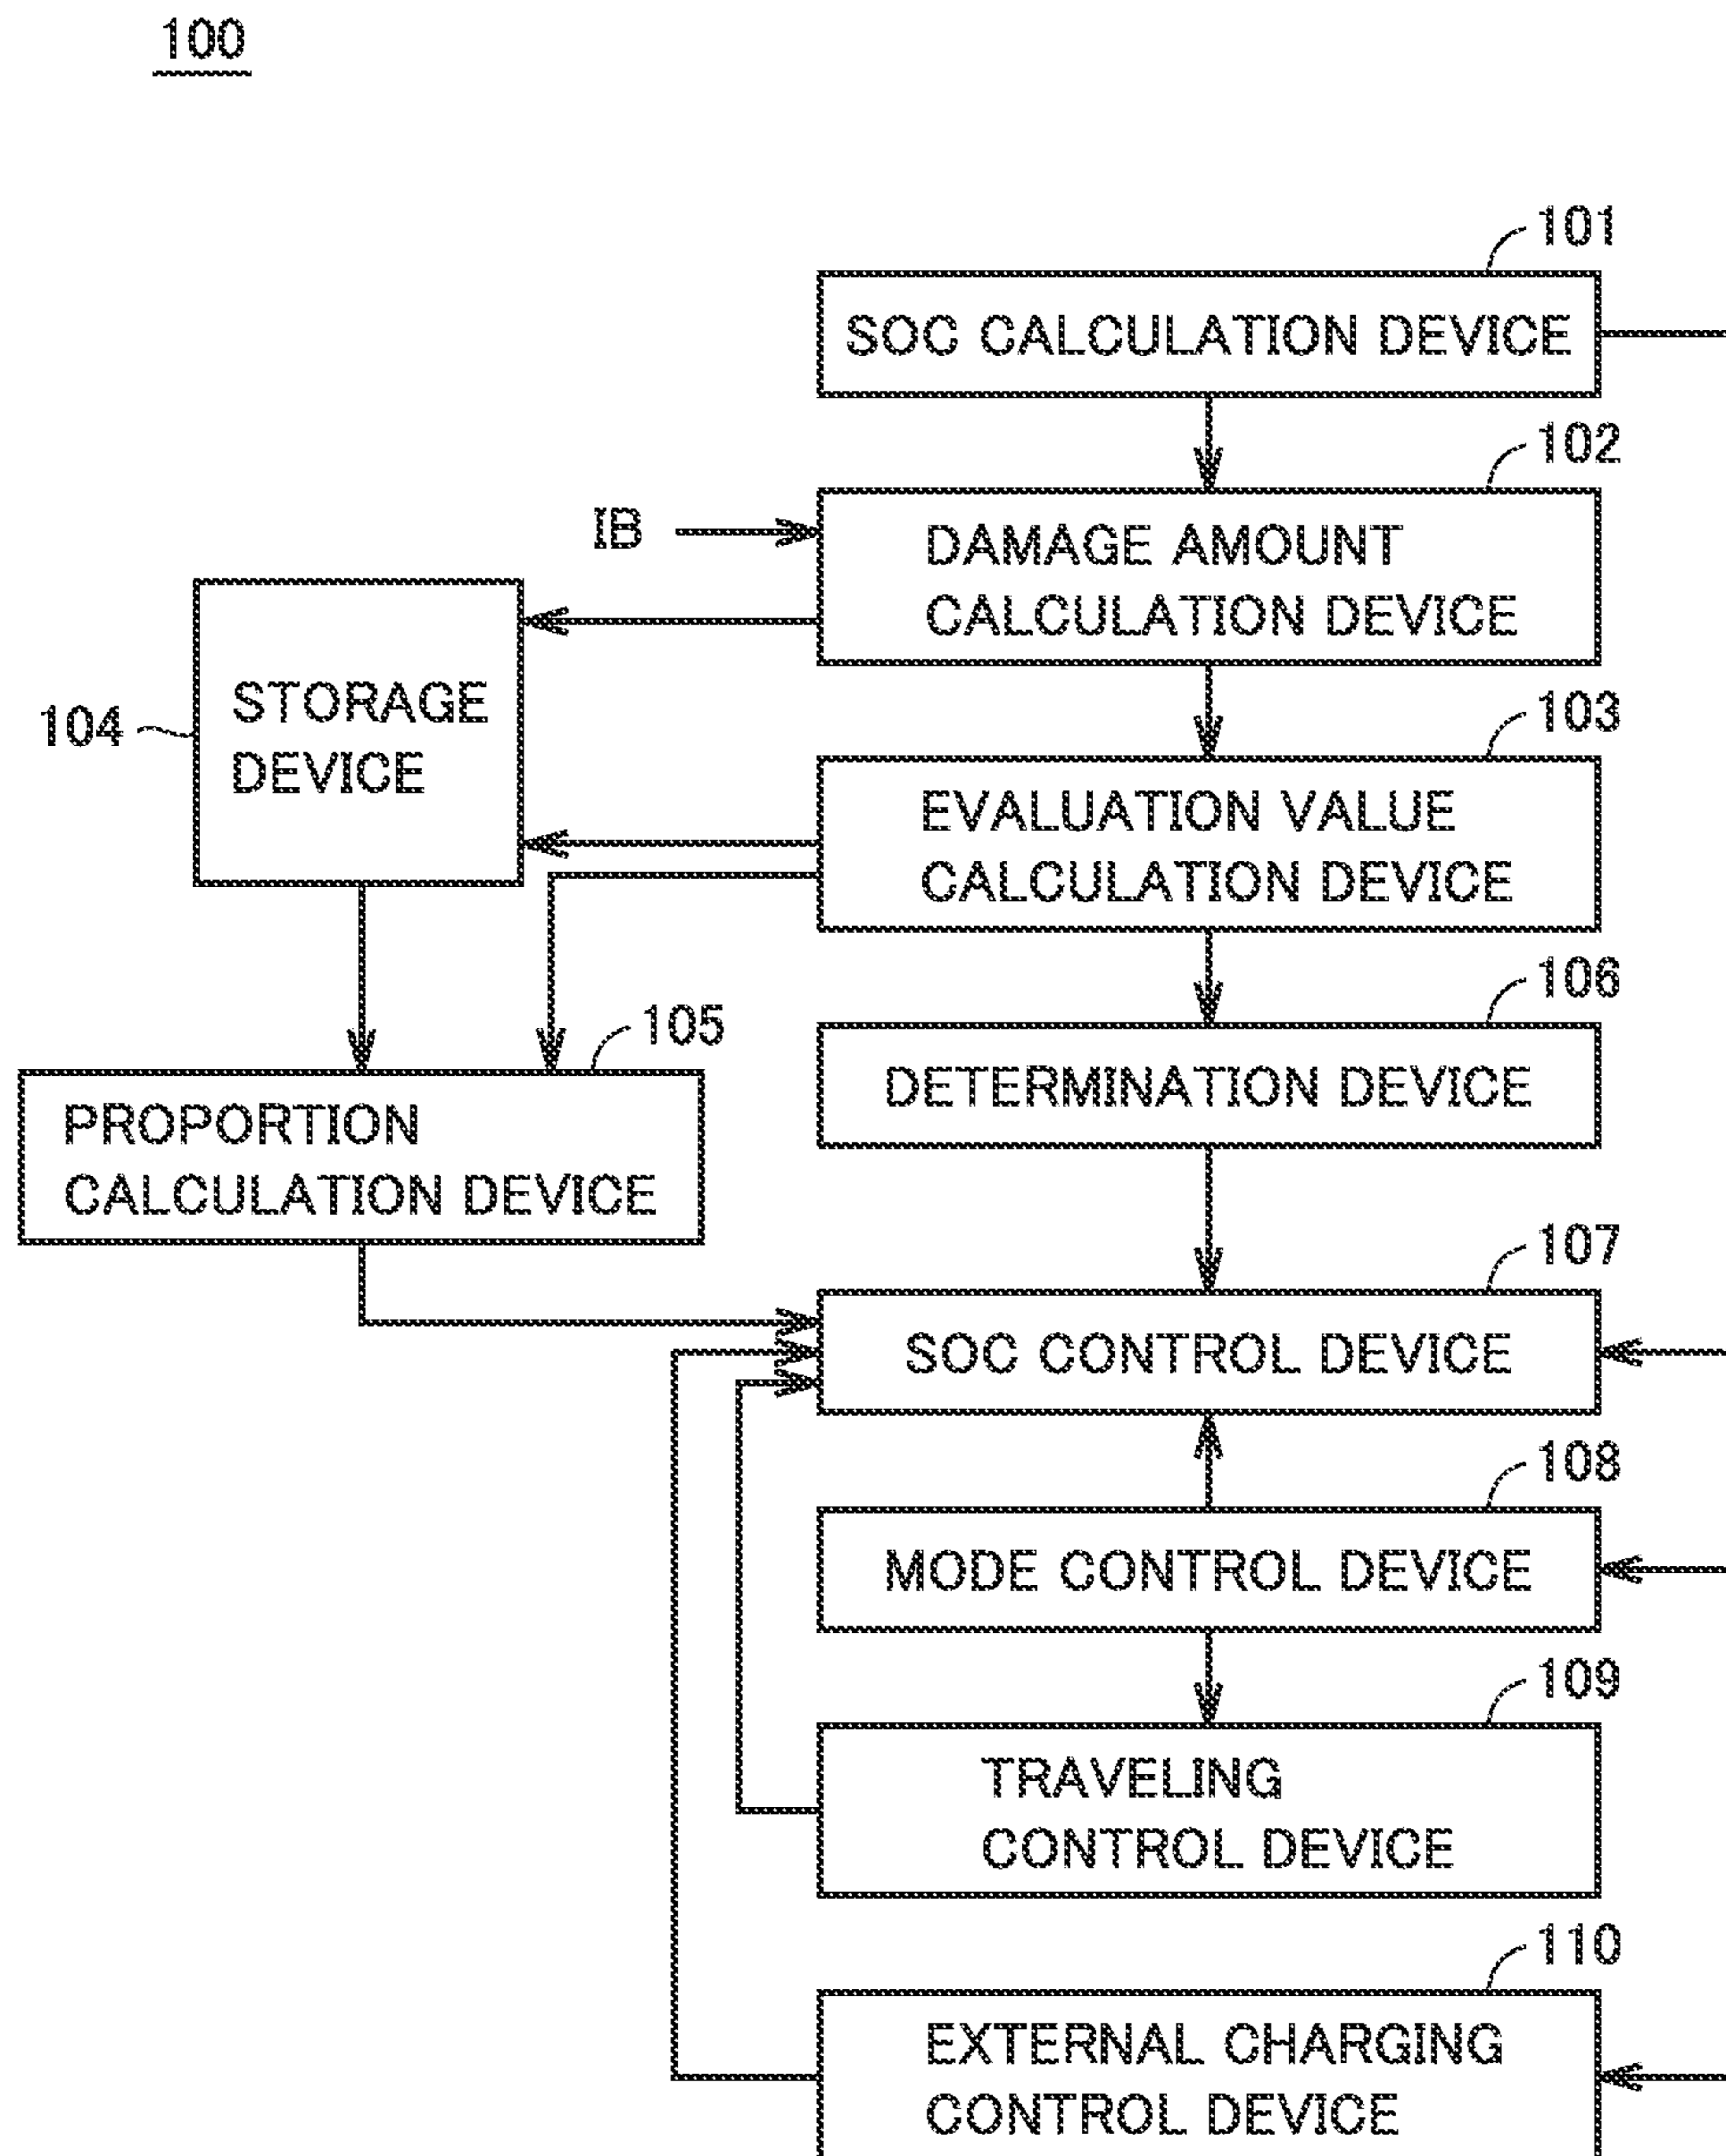 100
101
SOC CALCULATION DEVICE
102
IB
DAMAGE AMOUNT
CALCULATION DEVICE
104
STORAGE
DEVICE
103
EVALUATION VALUE
CALCULATION DEVICE
106
DETERMINATION DEVICE
105
PROPORTION
CALCULATION DEVICE
107
SOC CONTROL DEVICE
108
MODE CONTROL DEVICE
109
TRAVELING
CONTROL DEVICE
110
EXTERNAL CHARGING
CONTROL DEVICE